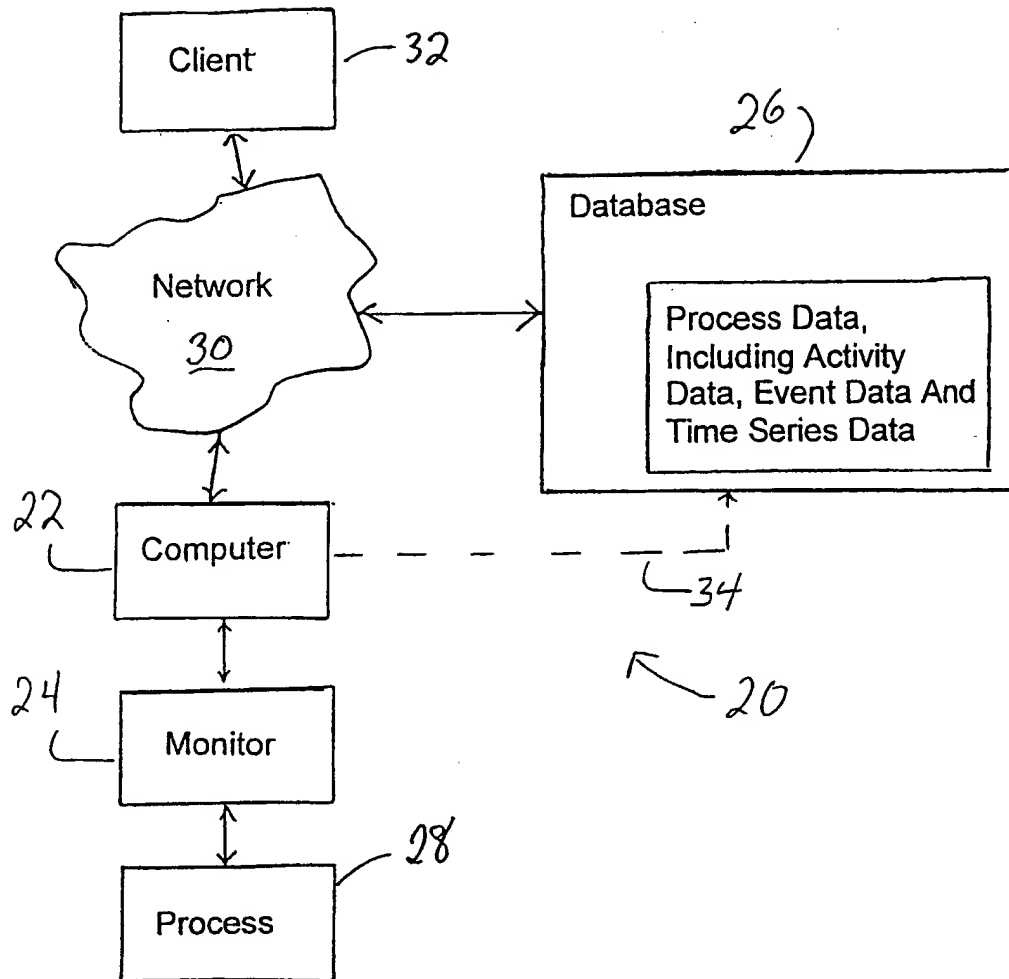 Client
32
26
Database
Network
30
Process Data,
Including Activity
Data, Event Data And
Time Series Data
22
Computer
34
24
Monitor
20
28
Process